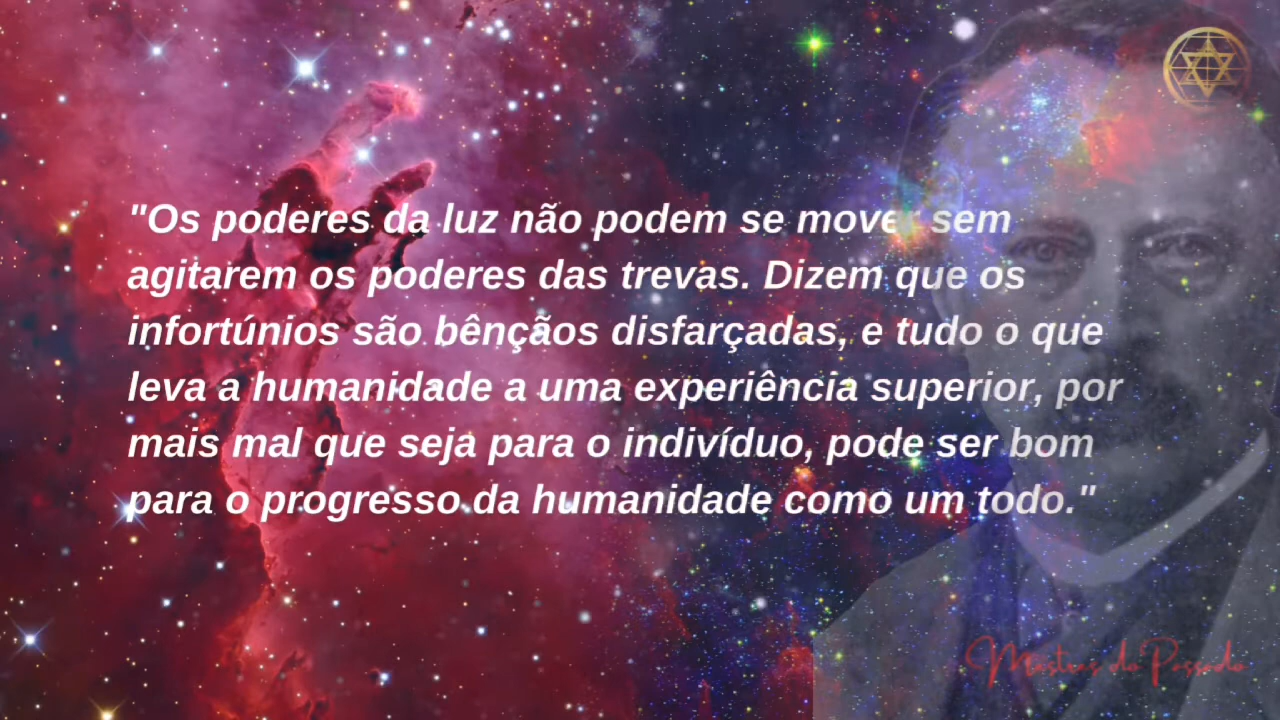 "Os poderes da luz não podem se mover sem
agitarem os poderes das trevas. Dizem que os
infortúnios são bênçãos disfarçadas, e tudo o que
leva a humanidade a uma experiência superior, por
mais mal que seja para o indivíduo, pode ser bom
para o progresso da humanidade como um todo."
Mestres do Passado